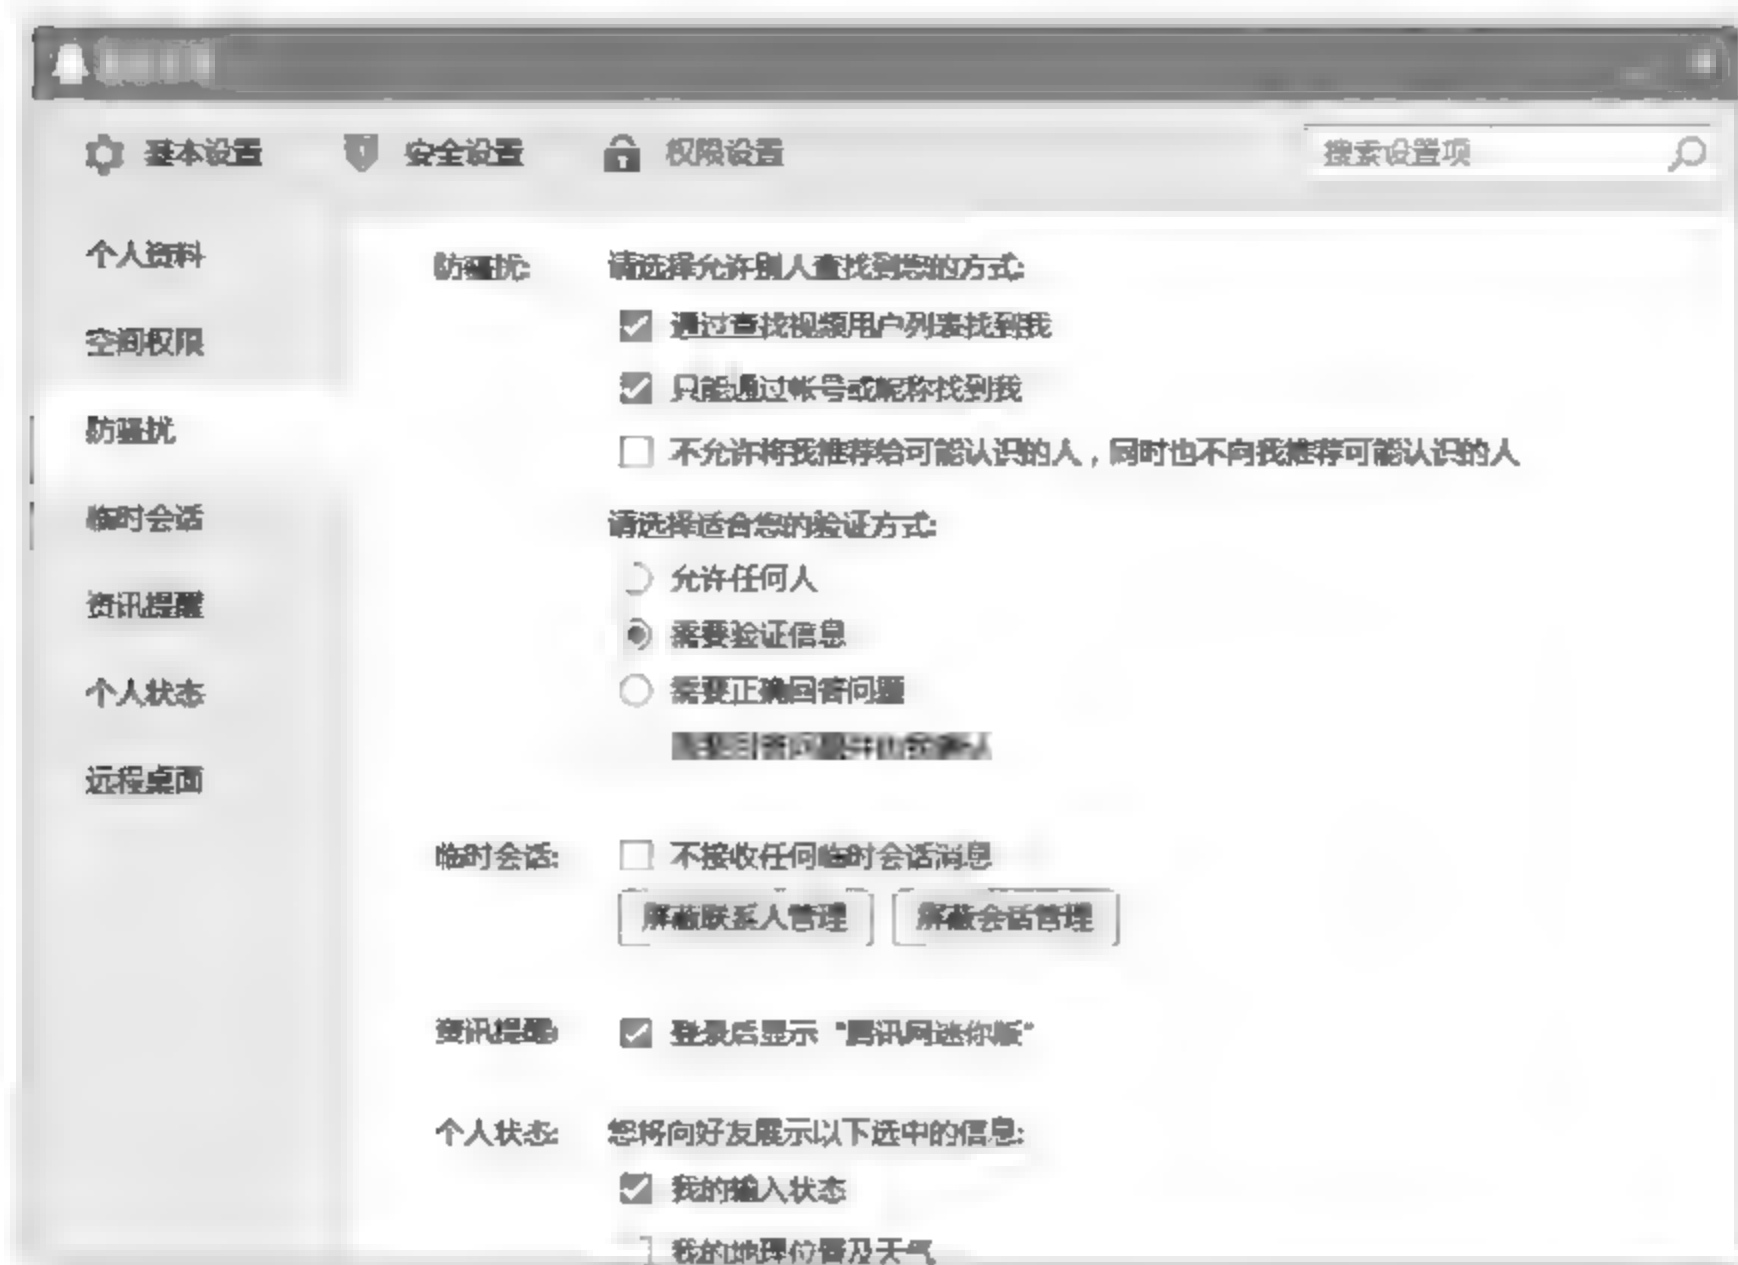 基本设置 安全设置 权限设置 搜索设置项
个人资料
空间权限
防骚扰
临时会话
资讯提醒
个人状态
远程桌面
防骚扰: 请选择允许别人查找到您的方式:
通过查找视频用户列表找到我
只能通过帐号或昵称找到我
不允许将我推荐给可能认识的人，同时也不向我推荐可能认识的人
请选择适合您的验证方式:
允许任何人
需要验证信息
需要正确回答问题
临时会话: 不接收任何临时会话消息
屏蔽联系人管理 屏蔽会话管理
资讯提醒: 登录后显示“腾讯网迷你版”
个人状态: 您将向好友展示以下选中的信息:
我的输入状态
我的地理位置及天气